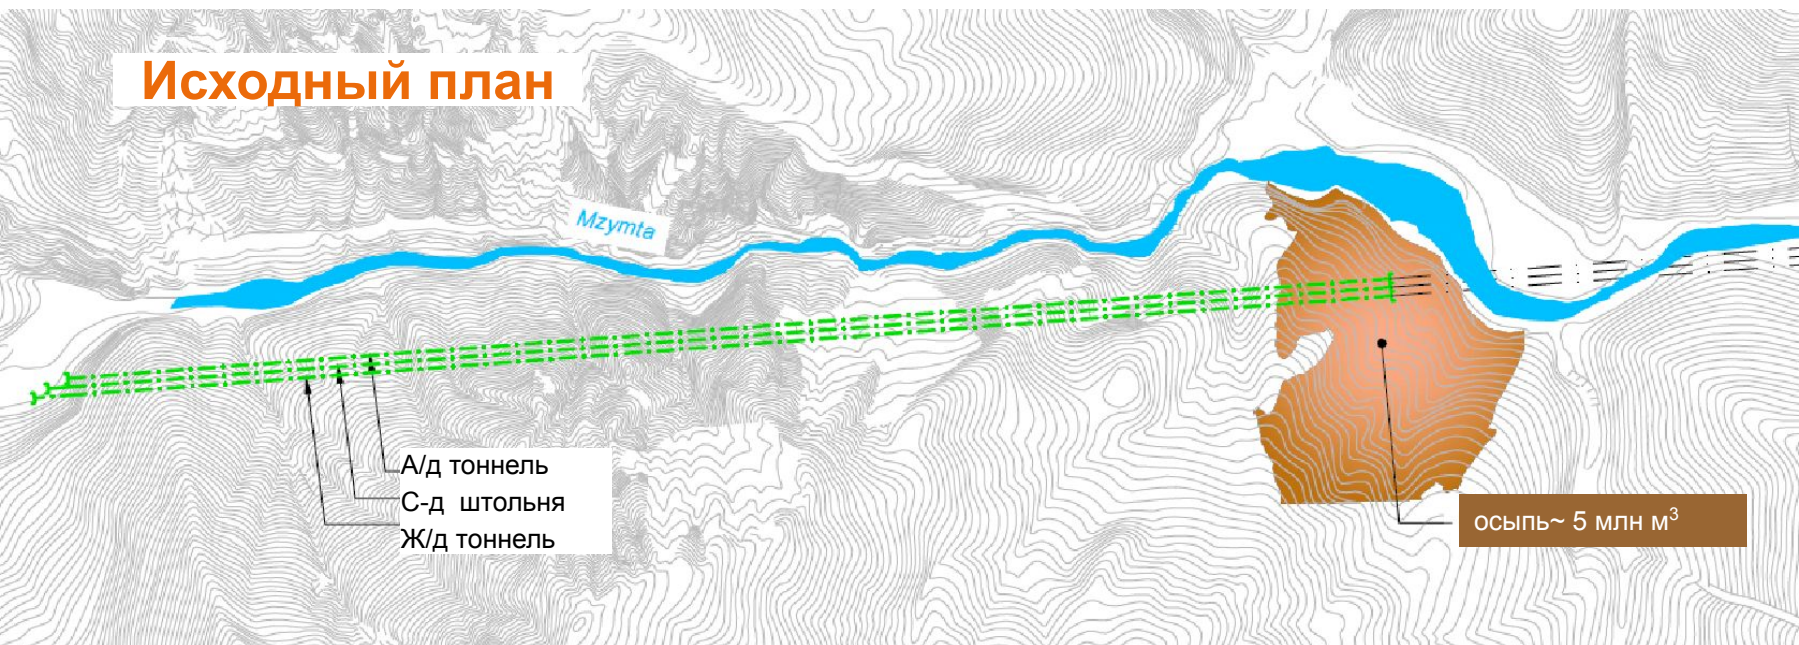 Исходный план
Mzymta
А/д тоннель
С-д штольня
Ж/д тоннель
осыпь~ 5 млн м³